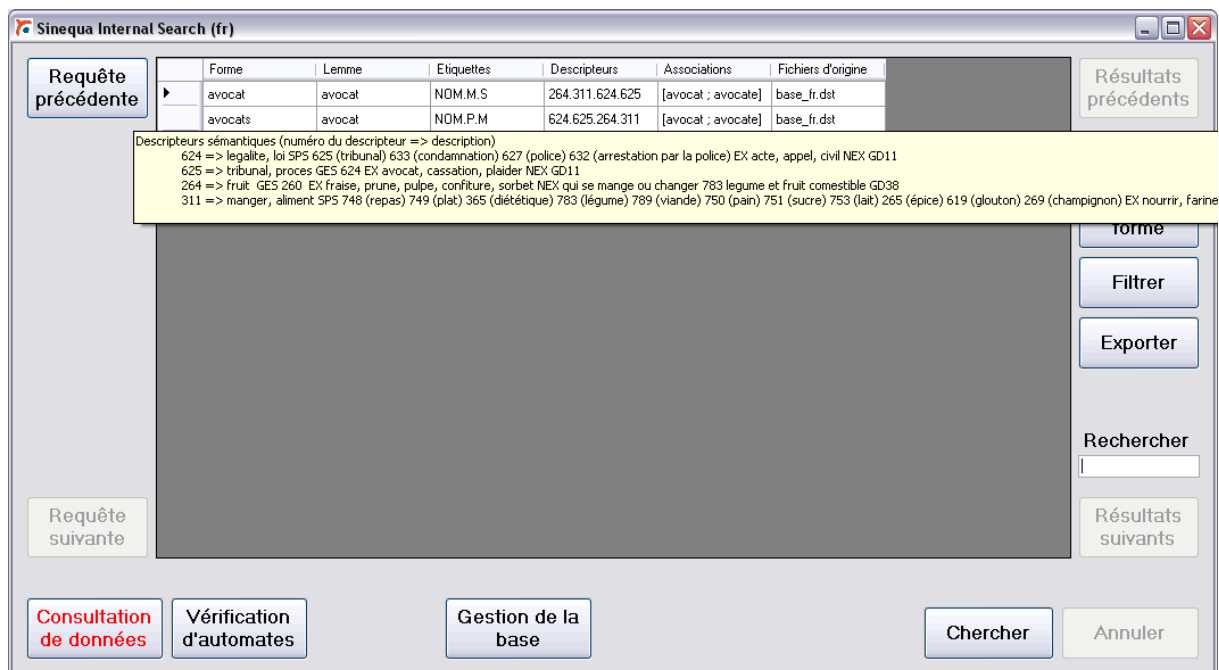 Sinequa Internal Search (fr)
Requête
précédente
Forme Lemme Etiquettes Descripteurs Associations Fichiers d'origine
avocat avocat NOM.M.S 264.311.624.625 [avocat ; avocate] base_fr.dst
avocats avocat NOM.P.M 624.625.264.311 [avocat ; avocate] base_fr.dst
Résultats
précédents
Descripteurs sémantiques (numéro du descripteur => description)
624 => legalite, loi SPS 625 (tribunal) 633 (condamnation) 627 (police) 632 (arrestation par la police) EX acte, appel, civil NEX GD11
625 => tribunal, proces GES 624 EX avocat, cassation, plaider NEX GD11
264 => fruit GES 260 EX fraise, prune, pulpe, confiture, sorbet NEX qui se mange ou changer 783 legume et fruit comestible GD38
311 => manger, aliment SPS 748 (repas) 749 (plat) 365 (diététique) 783 (légume) 789 (viande) 750 (pain) 751 (sucre) 753 (lait) 265 (épice) 619 (glouton) 269 (champignon) EX nourrir, farine
forme
Filtrer
Exporter
Rechercher
Requête
suivante
Résultats
suivants
Consultation
de données
Vérification
d'automates
Gestion de la
base
Chercher
Annuler